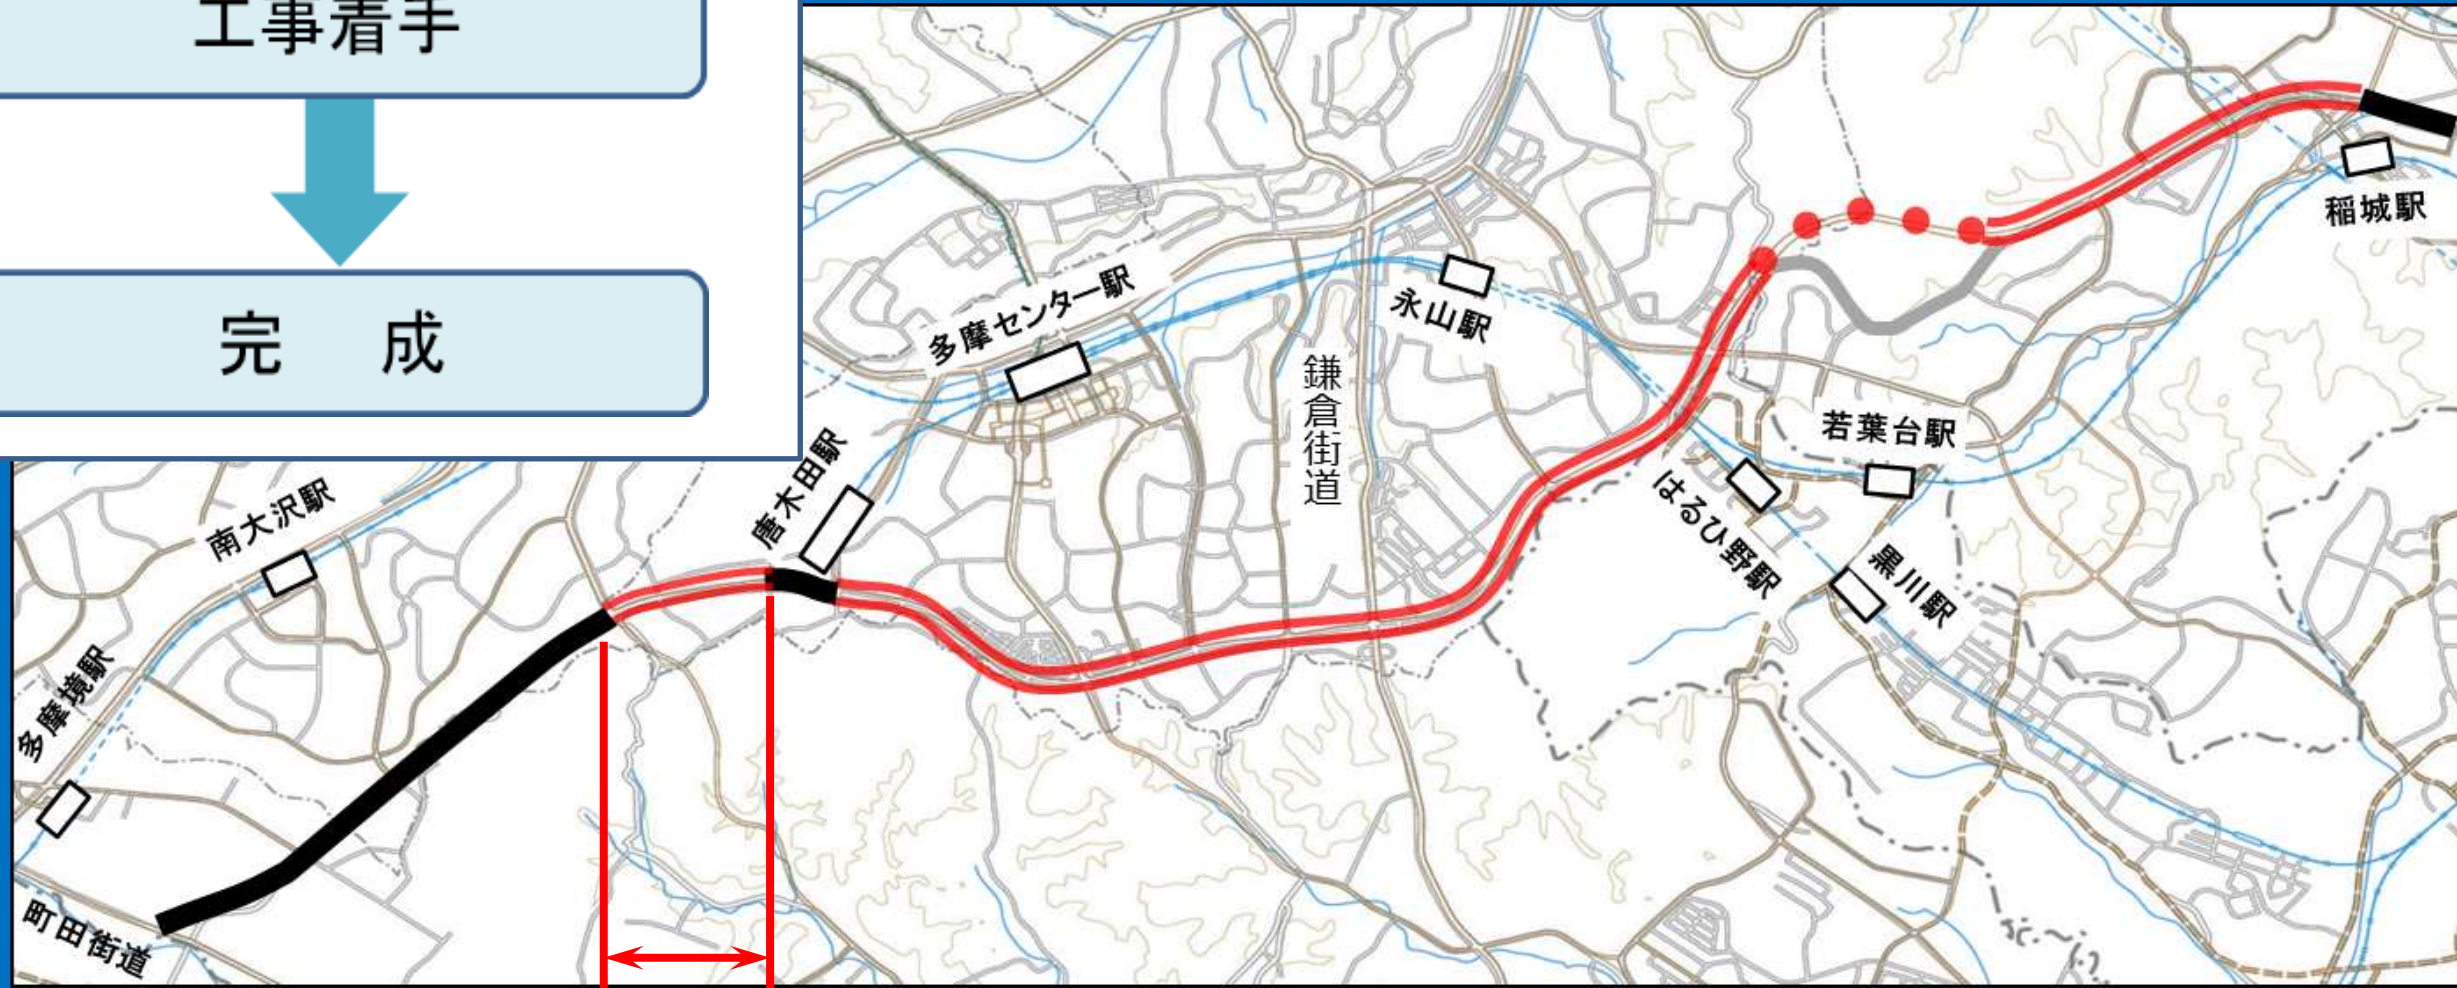 工事着手
完　成
稲城駅
多摩センター駅
永山駅
鎌倉街道
若葉台駅
唐木田駅
はるひ野駅
南大沢駅
黒川駅
多摩境駅
町田街道